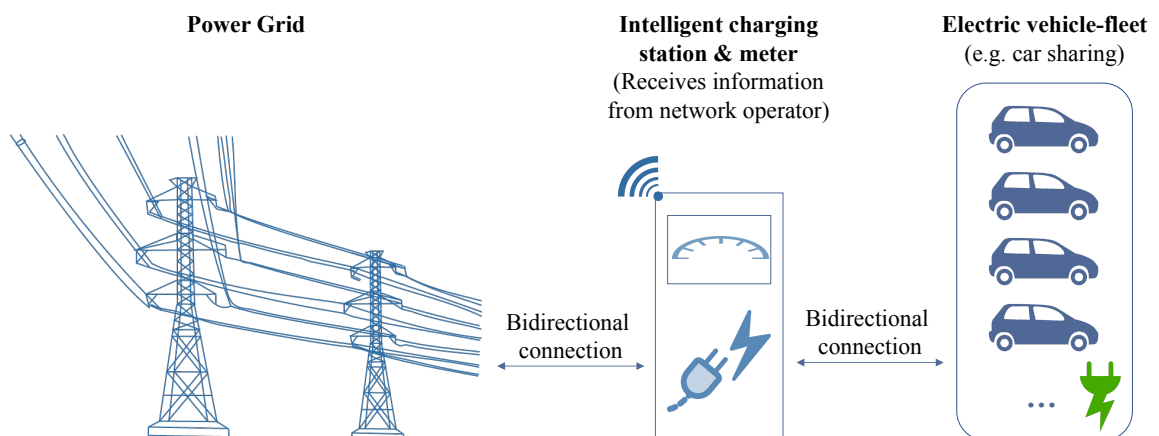 Power Grid
Intelligent charging
station & meter
(Receives information
from network operator)
Electric vehicle-fleet
(e.g. car sharing)
Bidirectional
connection
Bidirectional
connection
...